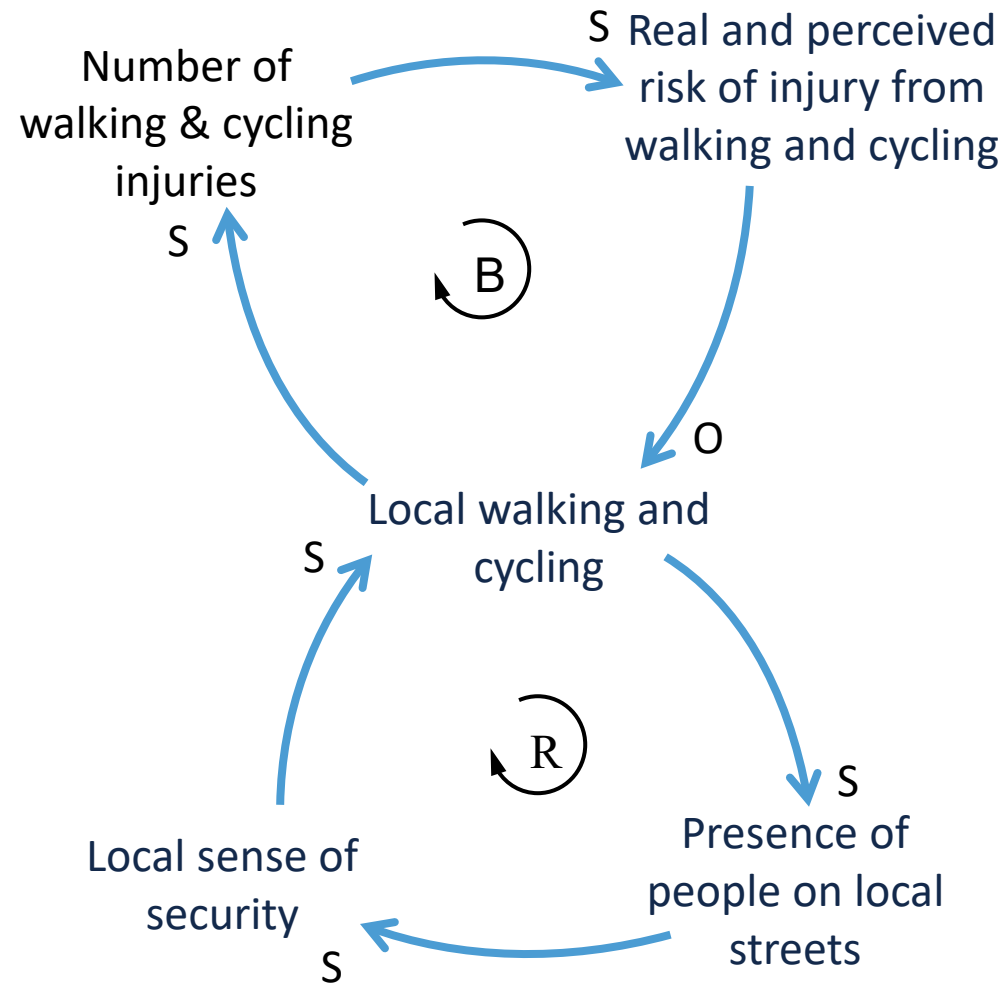 Number of
walking & cycling
injuries
S
S
Real and perceived
risk of injury from
walking and cycling
B
O
Local walking and
cycling
S
R
S
Presence of
people on local
streets
Local sense of
security
S